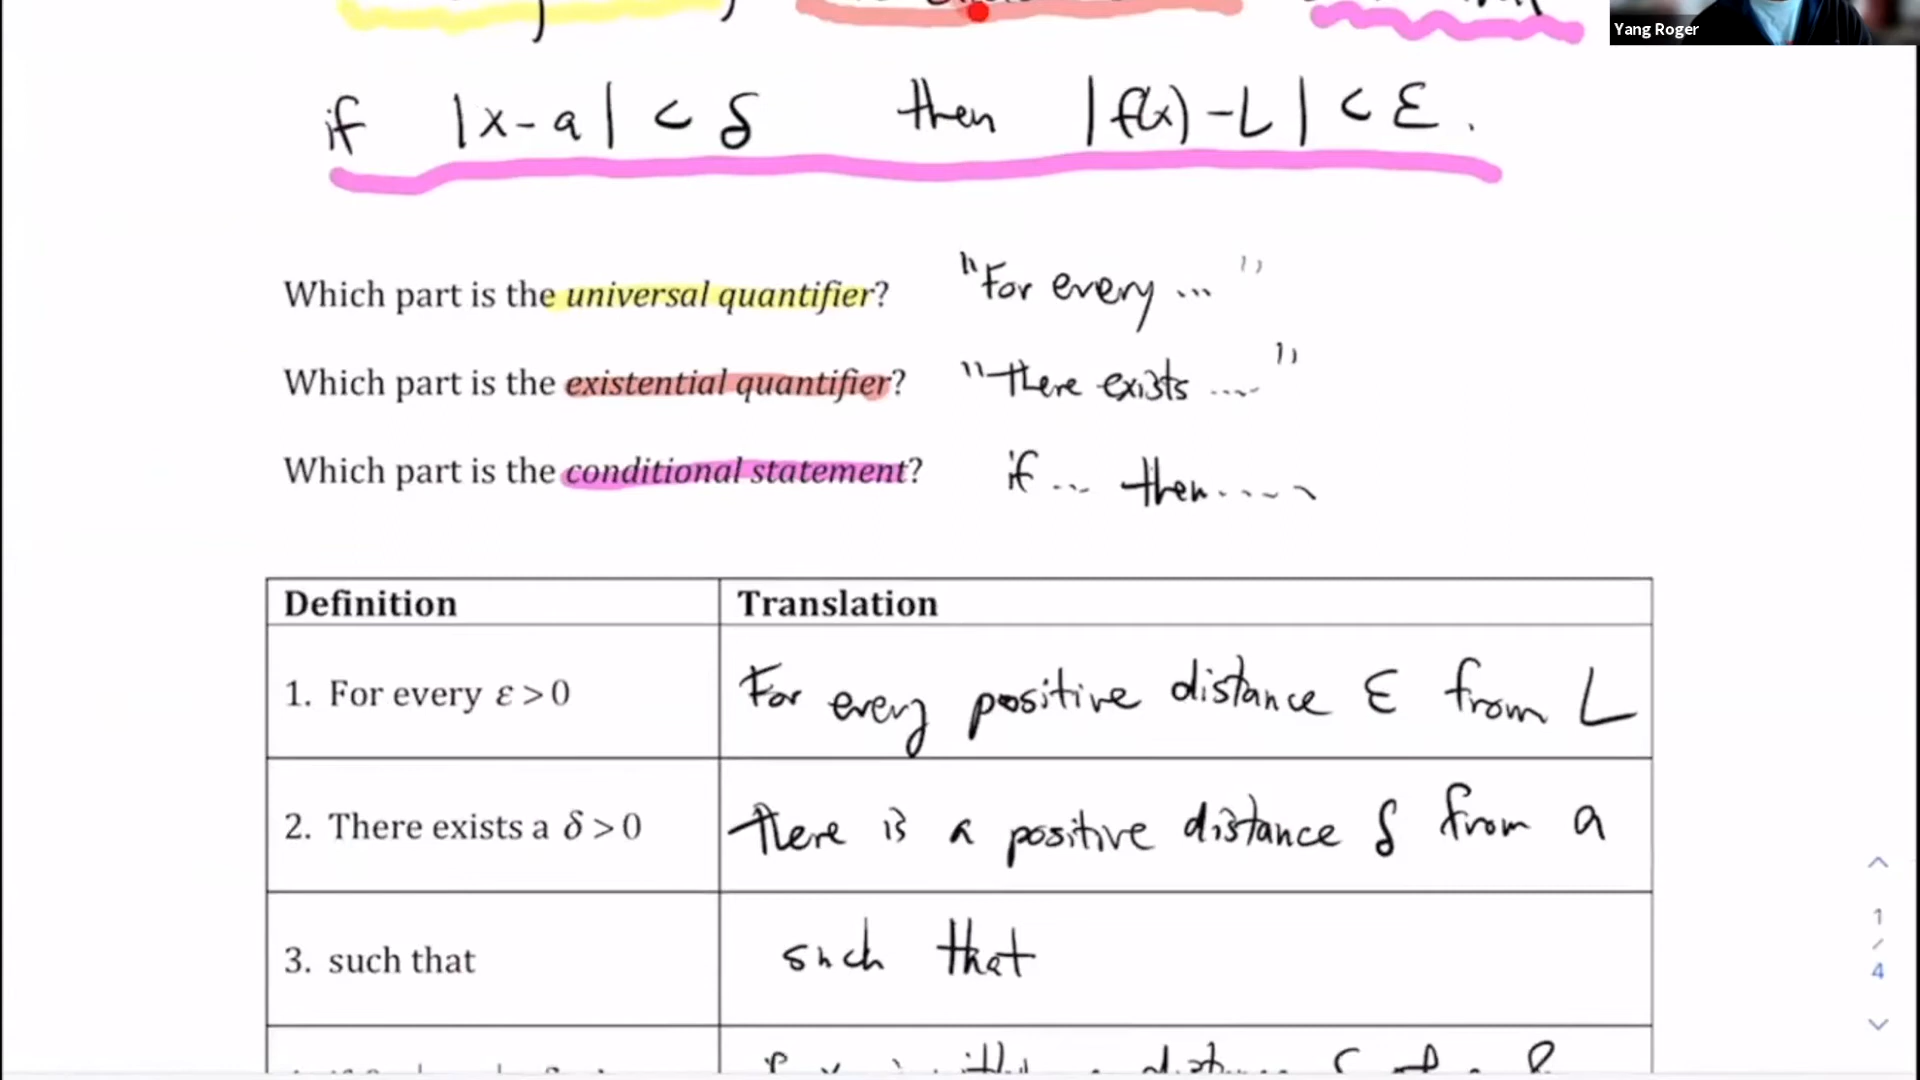 Yang Roger
if |x-a| < δ then |f(x)-L| < ε.
Which part is the universal quantifier? "For every ..."
Which part is the existential quantifier? "there exists ...."
Which part is the conditional statement? if ... then.....
Definition Translation
1. For every ε > 0 For every positive distance ε from L
2. There exists a δ > 0 There is a positive distance δ from a
3. such that such that
1
/
4